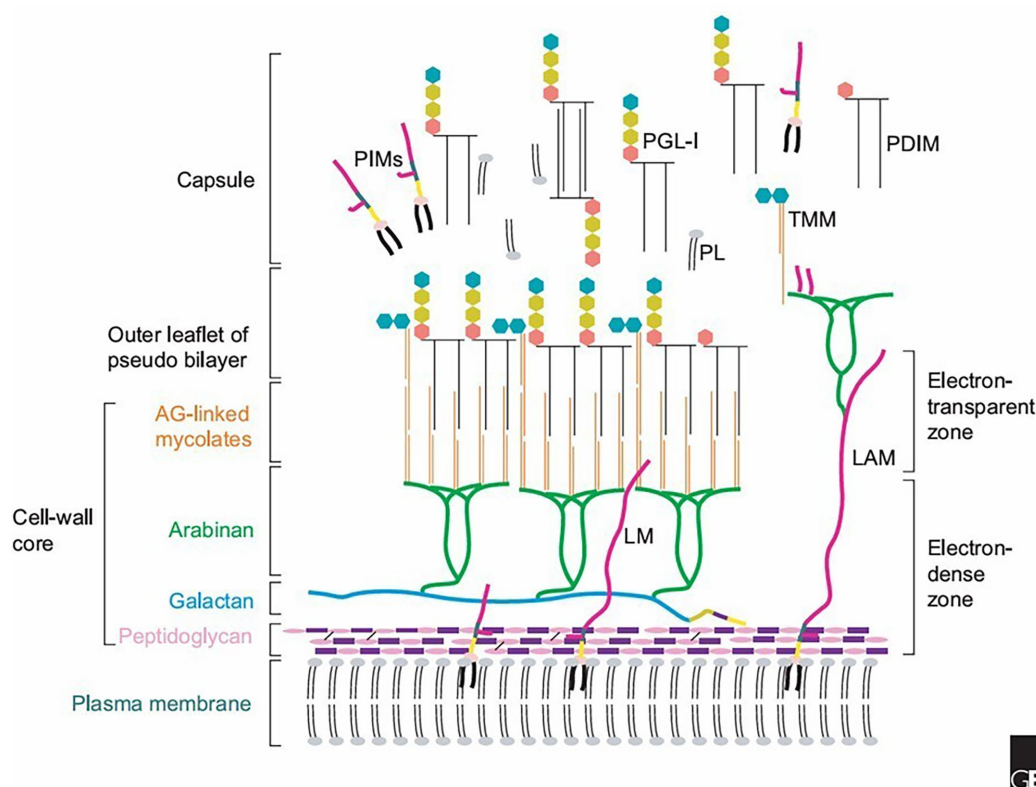 Capsule
PIMs
PGL-I
PDIM
TMM
PL
Outer leaflet of
pseudo bilayer
AG-linked
mycolates
Electron-
transparent
zone
LAM
Cell-wall
core
Arabinan
LM
Electron-
dense
zone
Galactan
Peptidoglycan
Plasma membrane